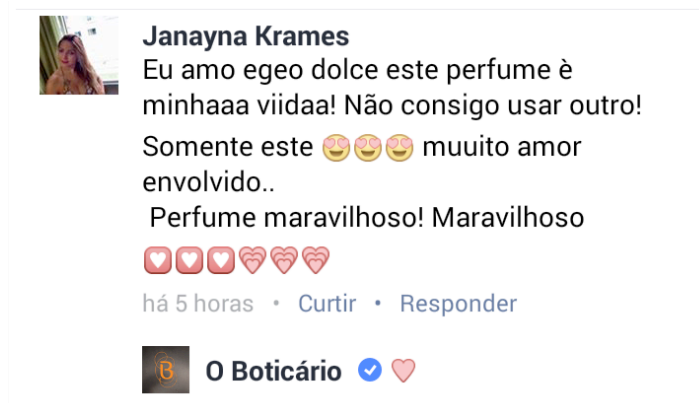 Janayna Krames
Eu amo egeo dolce este perfume è
minhaaa viidaa! Não consigo usar outro!
Somente este 😍😍😍 muuito amor
envolvido..
Perfume maravilhoso! Maravilhoso
💟💟💟💗💗💗
há 5 horas • Curtir • Responder
B
O Boticário